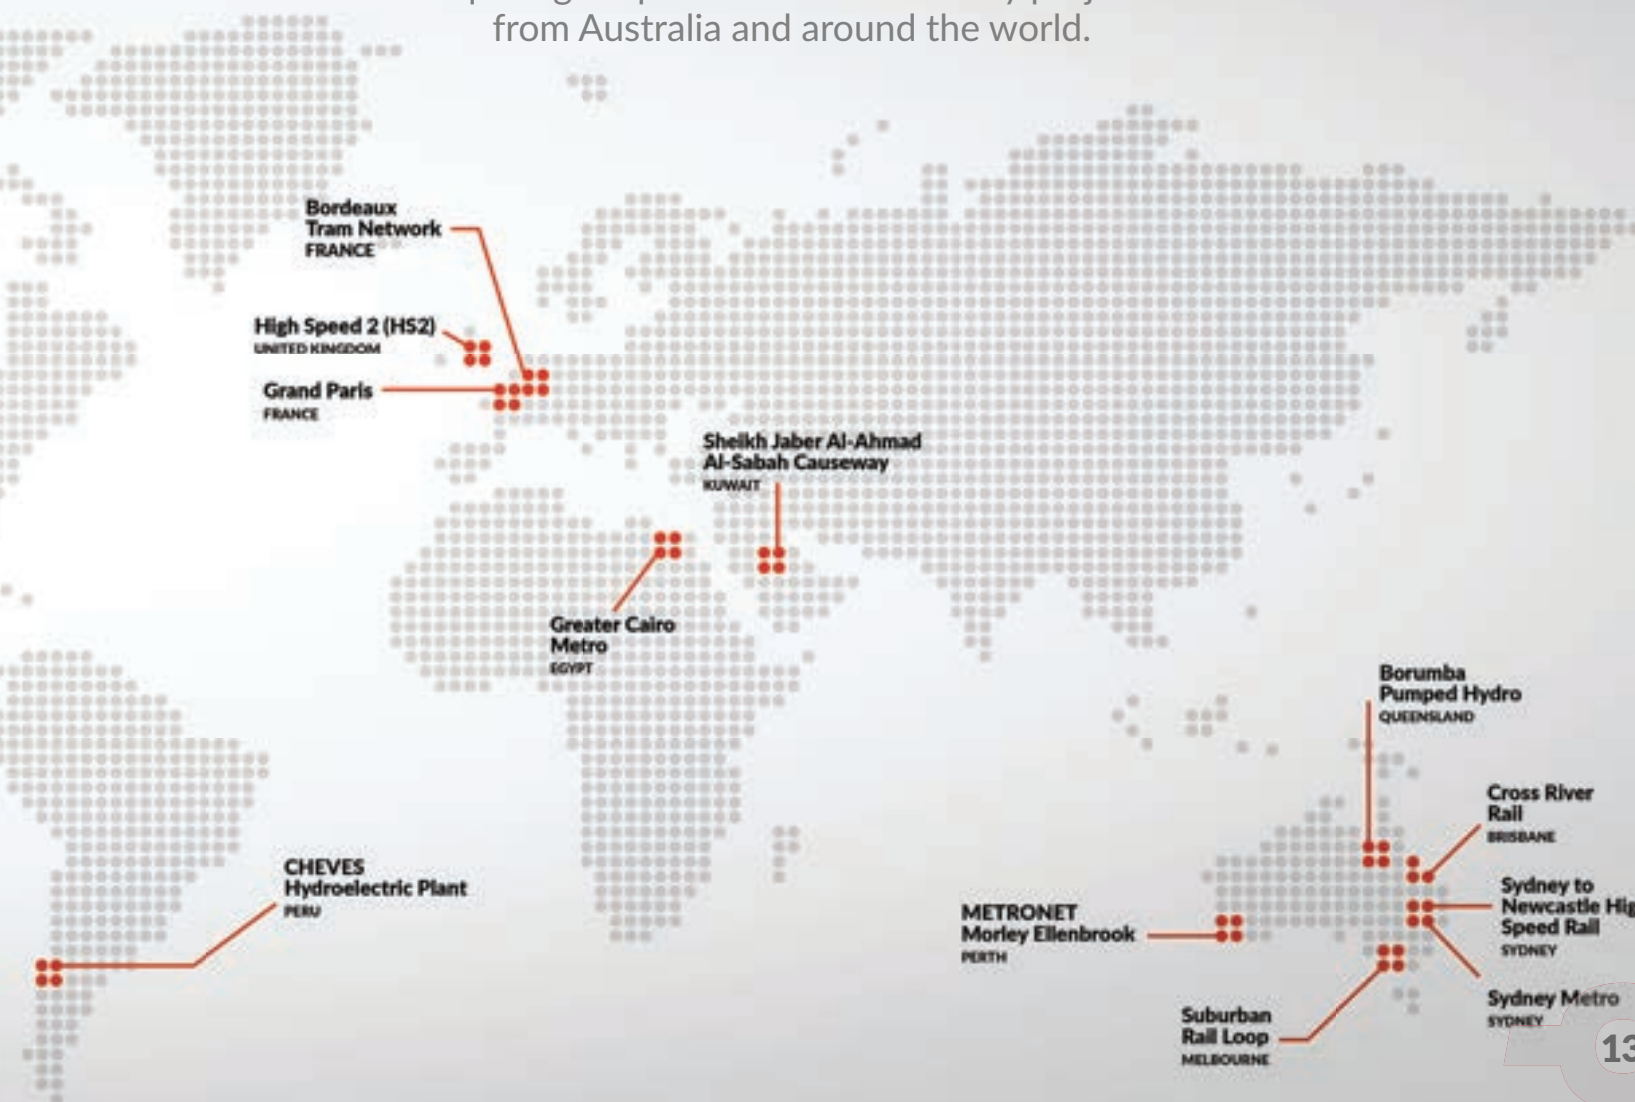 from Australia and around the world.
Bordeaux
Tram Network
FRANCE
High Speed 2 (HS2)
UNITED KINGDOM
Grand Paris
FRANCE
Sheikh Jaber Al-Ahmad
Al-Sabah Causeway
KUWAIT
Greater Cairo
Metro
EGYPT
Borumba
Pumped Hydro
QUEENSLAND
Cross River
Rail
BRISBANE
CHEVES
Hydroelectric Plant
PERU
Sydney to
Newcastle Hig
Speed Rail
SYDNEY
METRONET
Morley Ellenbrook
PERTH
Sydney Metro
SYDNEY
Suburban
Rail Loop
MELBOURNE
13